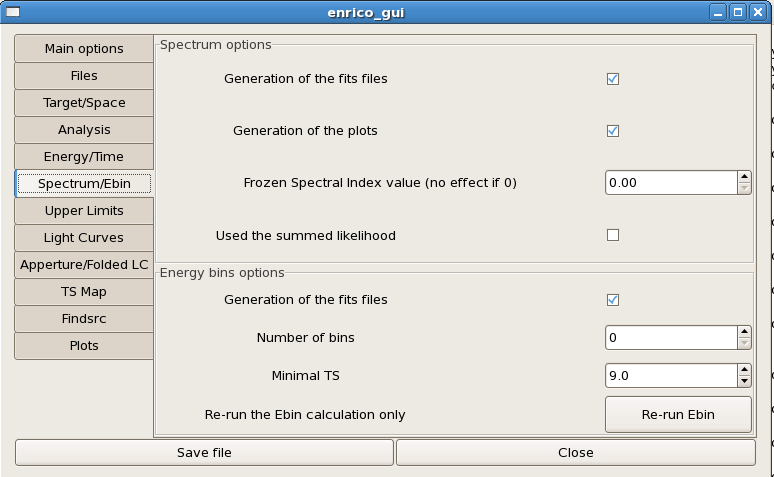 enrico_gui
Main options
Files
Target/Space
Analysis
Energy/Time
Spectrum/Ebin
Upper Limits
Light Curves
Apperture/Folded LC
TS Map
Findsrc
Plots
Spectrum options
Generation of the fits files
Generation of the plots
Frozen Spectral Index value (no effect if 0) 0.00
Used the summed likelihood
Energy bins options
Generation of the fits files
Number of bins 0
Minimal TS 9.0
Re-run the Ebin calculation only Re-run Ebin
Save file Close